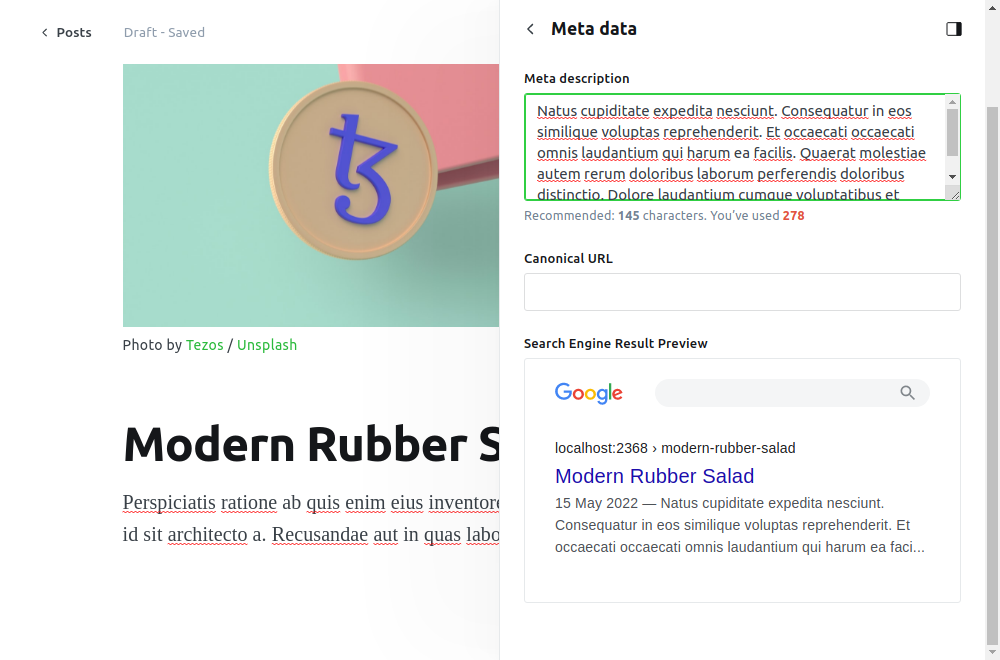 Posts
Draft - Saved
Photo by Tezos / Unsplash
Modern Rubber S
Perspiciatis ratione ab quis enim eius inventore
id sit architecto a. Recusandae aut in quas labo
Meta data
Meta description
Natus cupiditate expedita nesciunt. Consequatur in eos
similique voluptas reprehenderit. Et occaecati occaecati
omnis laudantium qui harum ea facilis. Quaerat molestiae
autem rerum doloribus laborum perferendis doloribus
distinctio. Dolore laudantium cumque voluptatibus et
Recommended: 145 characters. You've used 278
Canonical URL
Search Engine Result Preview
Google
localhost:2368 › modern-rubber-salad
Modern Rubber Salad
15 May 2022 — Natus cupiditate expedita nesciunt.
Consequatur in eos similique voluptas reprehenderit. Et
occaecati occaecati omnis laudantium qui harum ea faci...